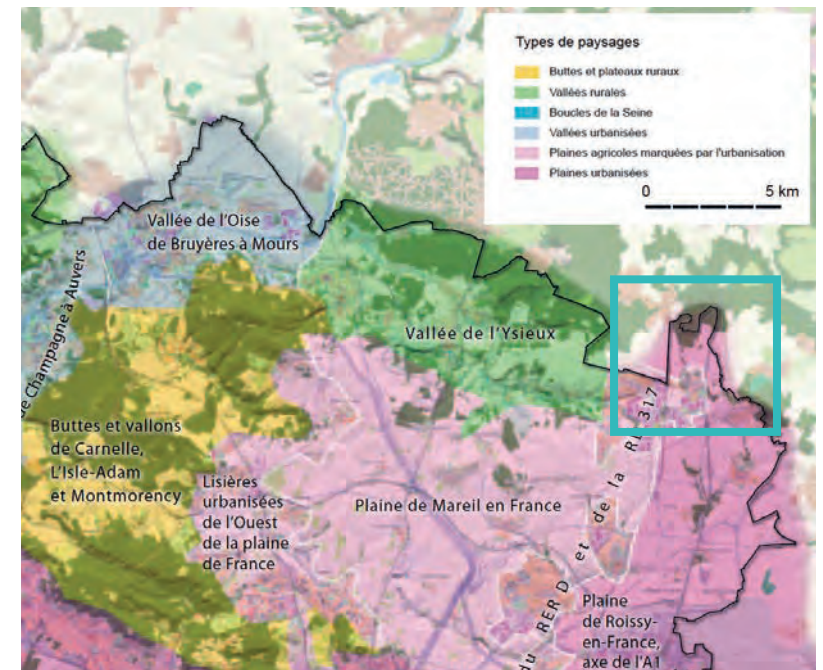 Types de paysages
Buttes et plateaux ruraux
Vallées rurales
Boucles de la Seine
Vallées urbanisées
Plaines agricoles marquées par l'urbanisation
Plaines urbanisées
0 5 km
Vallée de l'Oise
de Bruyères à Mours
de Champagne à Auvers
Vallée de l'Ysieux
Buttes et vallons
de Carnelle,
L'Isle-Adam
et Montmorency
Lisières
urbanisées
de l'Ouest
de la plaine
de France
Plaine de Mareil en France
du RER D et de la RD 317
Plaine
de Roissy-
en-France,
axe de l'A1